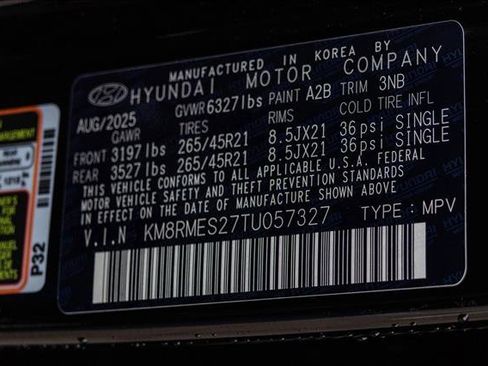 MANUFACTURED IN KOREA BY
HYUNDAI MOTOR COMPANY
AUG/2025 GVWR 6327 lbs PAINT A2B TRIM 3NB
GAWR TIRES RIMS COLD TIRE INFL
FRONT 3197 lbs 265/45R21 8.5JX21 36psi SINGLE
REAR 3527 lbs 265/45R21 8.5JX21 36psi SINGLE
THIS VEHICLE CONFORMS TO ALL APPLICABLE U.S.A. FEDERAL
MOTOR VEHICLE SAFETY AND THEFT PREVENTION STANDARDS
IN EFFECT ON THE DATE OF MANUFACTURE SHOWN ABOVE
V.I.N KM8RMES27TU057327 TYPE : MPV
P32